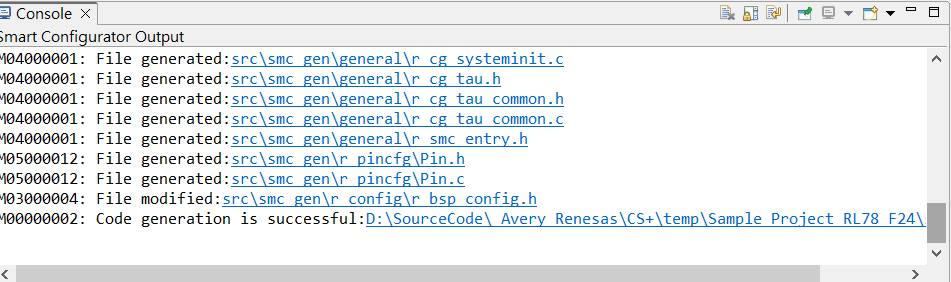 Console
Smart Configurator Output
M04000001: File generated:src\smc_gen\general\r_cg_systeminit.c
M04000001: File generated:src\smc_gen\general\r_cg_tau.h
M04000001: File generated:src\smc_gen\general\r_cg_tau_common.h
M04000001: File generated:src\smc_gen\general\r_cg_tau_common.c
M04000001: File generated:src\smc_gen\general\r_smc_entry.h
M05000012: File generated:src\smc_gen\r_pincfg\Pin.h
M05000012: File generated:src\smc_gen\r_pincfg\Pin.c
M03000004: File modified:src\smc_gen\r_config\r_bsp_config.h
M00000002: Code generation is successful:D:\SourceCode\_Avery_Renesas\CS+\temp\Sample_Project_RL78_F24\